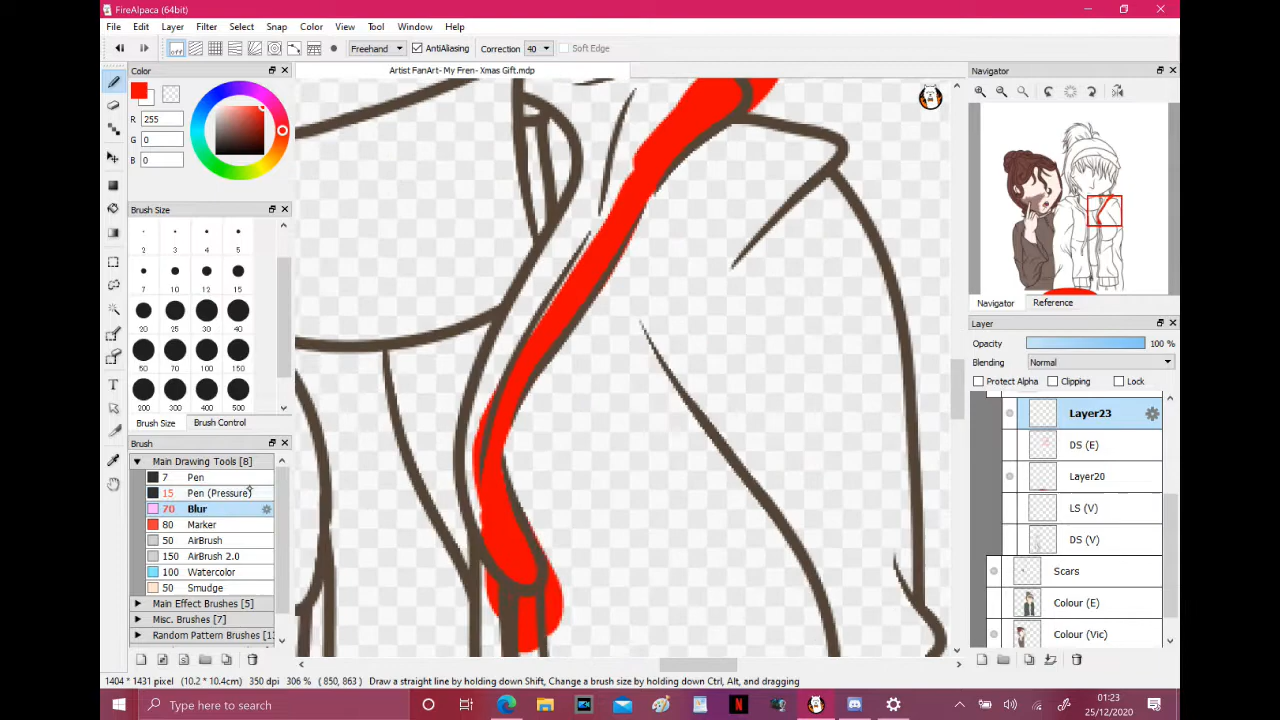 FireAlpaca (64bit)
File Edit Layer Filter Select Snap Color View Tool Window Help
off Freehand AntiAliasing Correction 40 Soft Edge
Color
Artist FanArt- My Fren- Xmas Gift.mdp
Navigator
R 255
G 0
B 0
Brush Size
2 3 4 5
7 10 12 15
20 25 30 40
50 70 100 150
200 300 400 500
Brush Size Brush Control
Brush
Main Drawing Tools [8]
7 Pen
15 Pen (Pressure)
70 Blur
80 Marker
50 AirBrush
150 AirBrush 2.0
100 Watercolor
50 Smudge
Main Effect Brushes [5]
Misc. Brushes [7]
Random Pattern Brushes [1
Navigator Reference
Layer
Opacity 100 %
Blending Normal
Protect Alpha Clipping Lock
Layer23
DS (E)
Layer20
LS (V)
DS (V)
Scars
Colour (E)
Colour (Vic)
1404 * 1431 pixel (10.2 * 10.4cm) 350 dpi 306 % ( 850, 863 ) Draw a straight line by holding down Shift, Change a brush size by holding down Ctrl, Alt, and dragging
Type here to search
01:23
25/12/2020